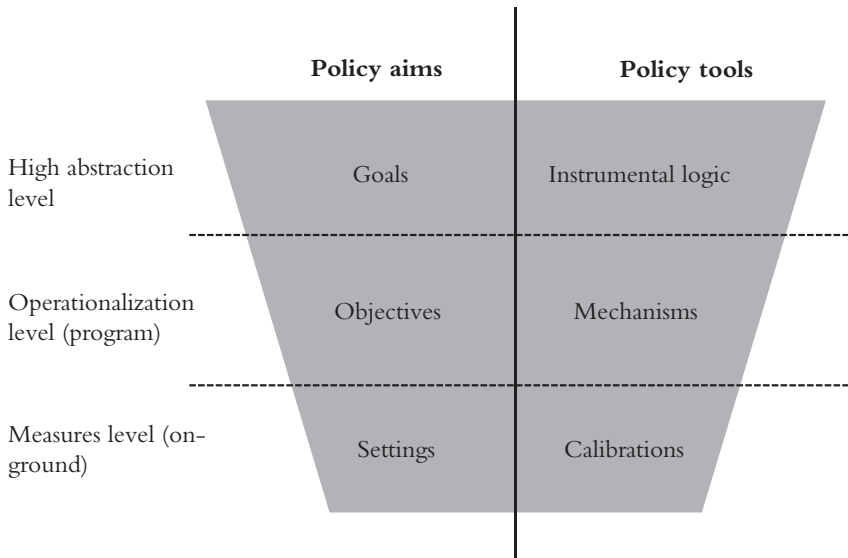 Policy aims
Policy tools
High abstraction
level
Goals
Instrumental logic
Operationalization
level (program)
Objectives
Mechanisms
Measures level (on-
ground)
Settings
Calibrations